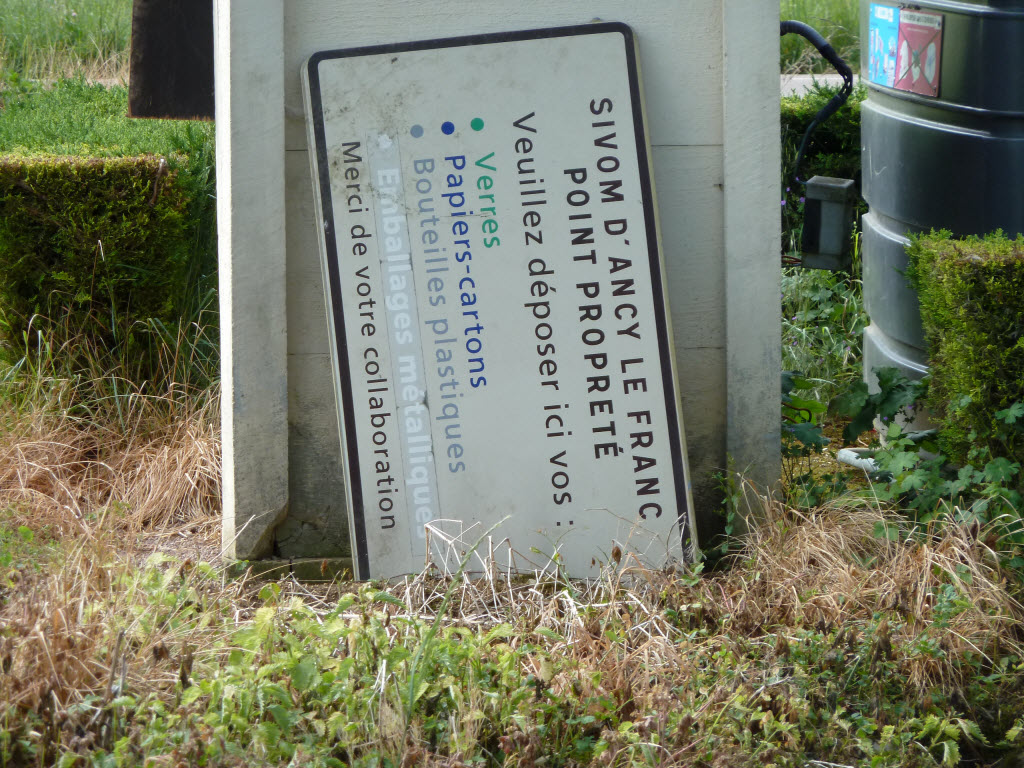 SIVOM D'ANCY LE FRANC
POINT PROPRETÉ
Veuillez déposer ici vos :
• Verres
• Papiers-cartons
• Bouteilles plastiques
• Emballages métalliques
Merci de votre collaboration